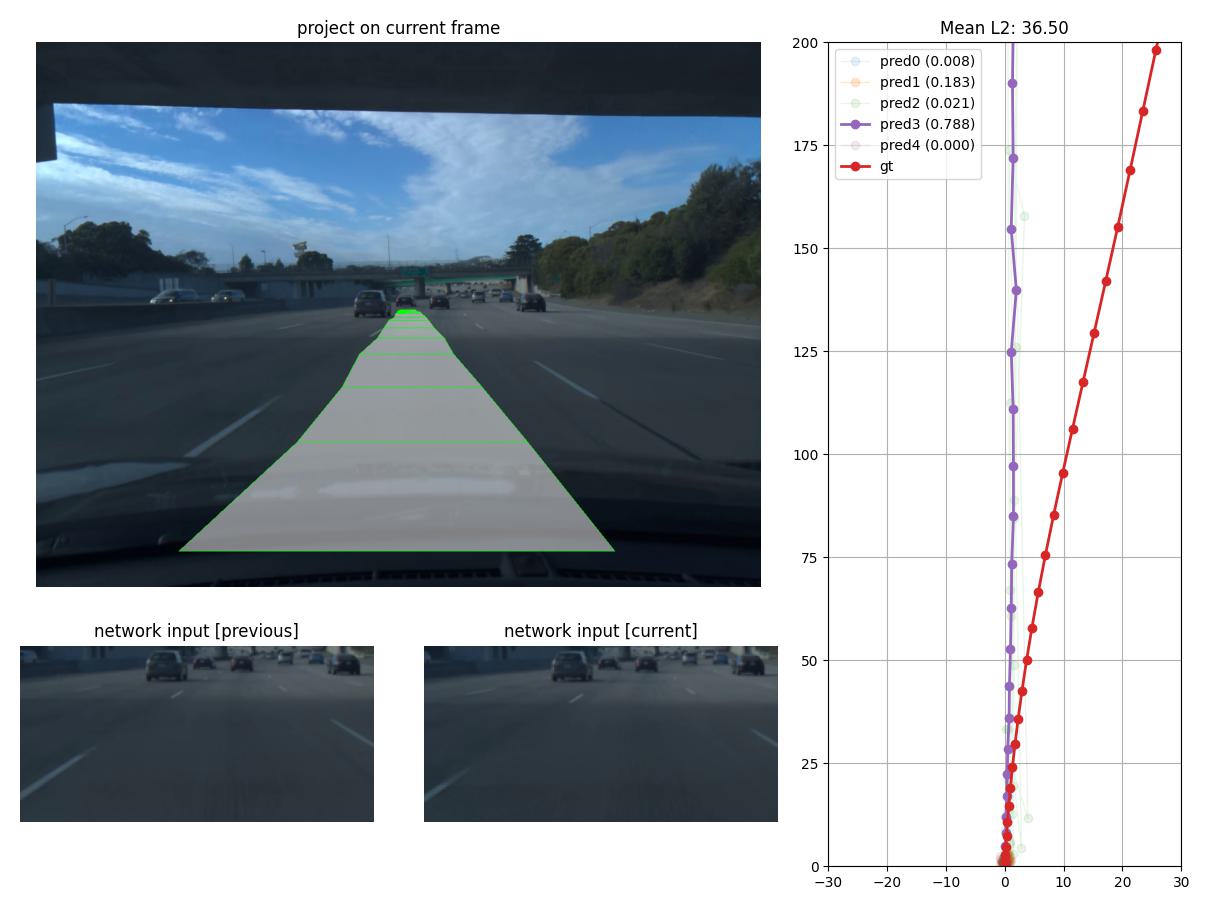 project on current frame
Mean L2: 36.50
200
175
150
125
100
75
50
25
0
-30
-20
-10
0
10
20
30
pred0 (0.008)
pred1 (0.183)
pred2 (0.021)
pred3 (0.788)
pred4 (0.000)
gt
network input [previous]
network input [current]